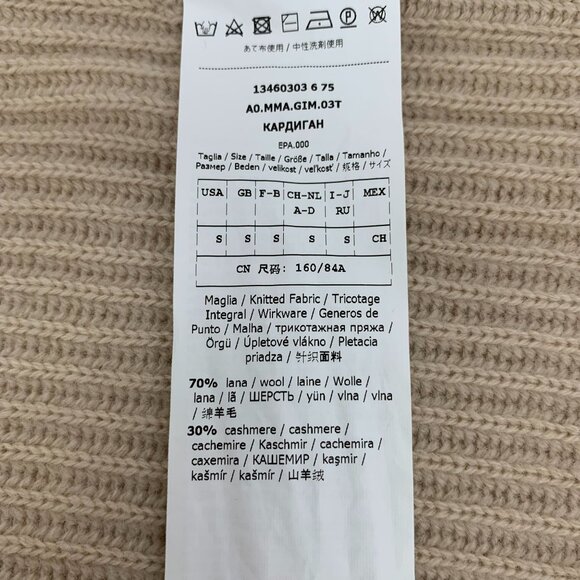 あて布使用 / 中性洗剤使用
13460303 6 75
A0.MMA.GIM.03T
КАРДИГАН
EPA.000
Taglia / Size / Taille / Größe / Talla / Tamanho /
Размер / Beden / velikost / veľkosť / 规格 / サイズ
USA GB F-B CH-NL I-J MEX
A-D RU
S S S S S CH
CN 尺码: 160/84A
Maglia / Knitted Fabric / Tricotage
Integral / Wirkware / Generos de
Punto / Malha / трикотажная пряжа /
Örgü / Úpletové vlákno / Pletacia
priadza / 针织面料
70% lana / wool / laine / Wolle /
lana / lã / ШЕРСТЬ / yün / vlna / vlna
/ 绵羊毛
30% cashmere / cashmere /
cachemire / Kaschmir / cachemira /
caxemira / КАШЕМИР / kaşmir /
kašmír / kašmír / 山羊绒